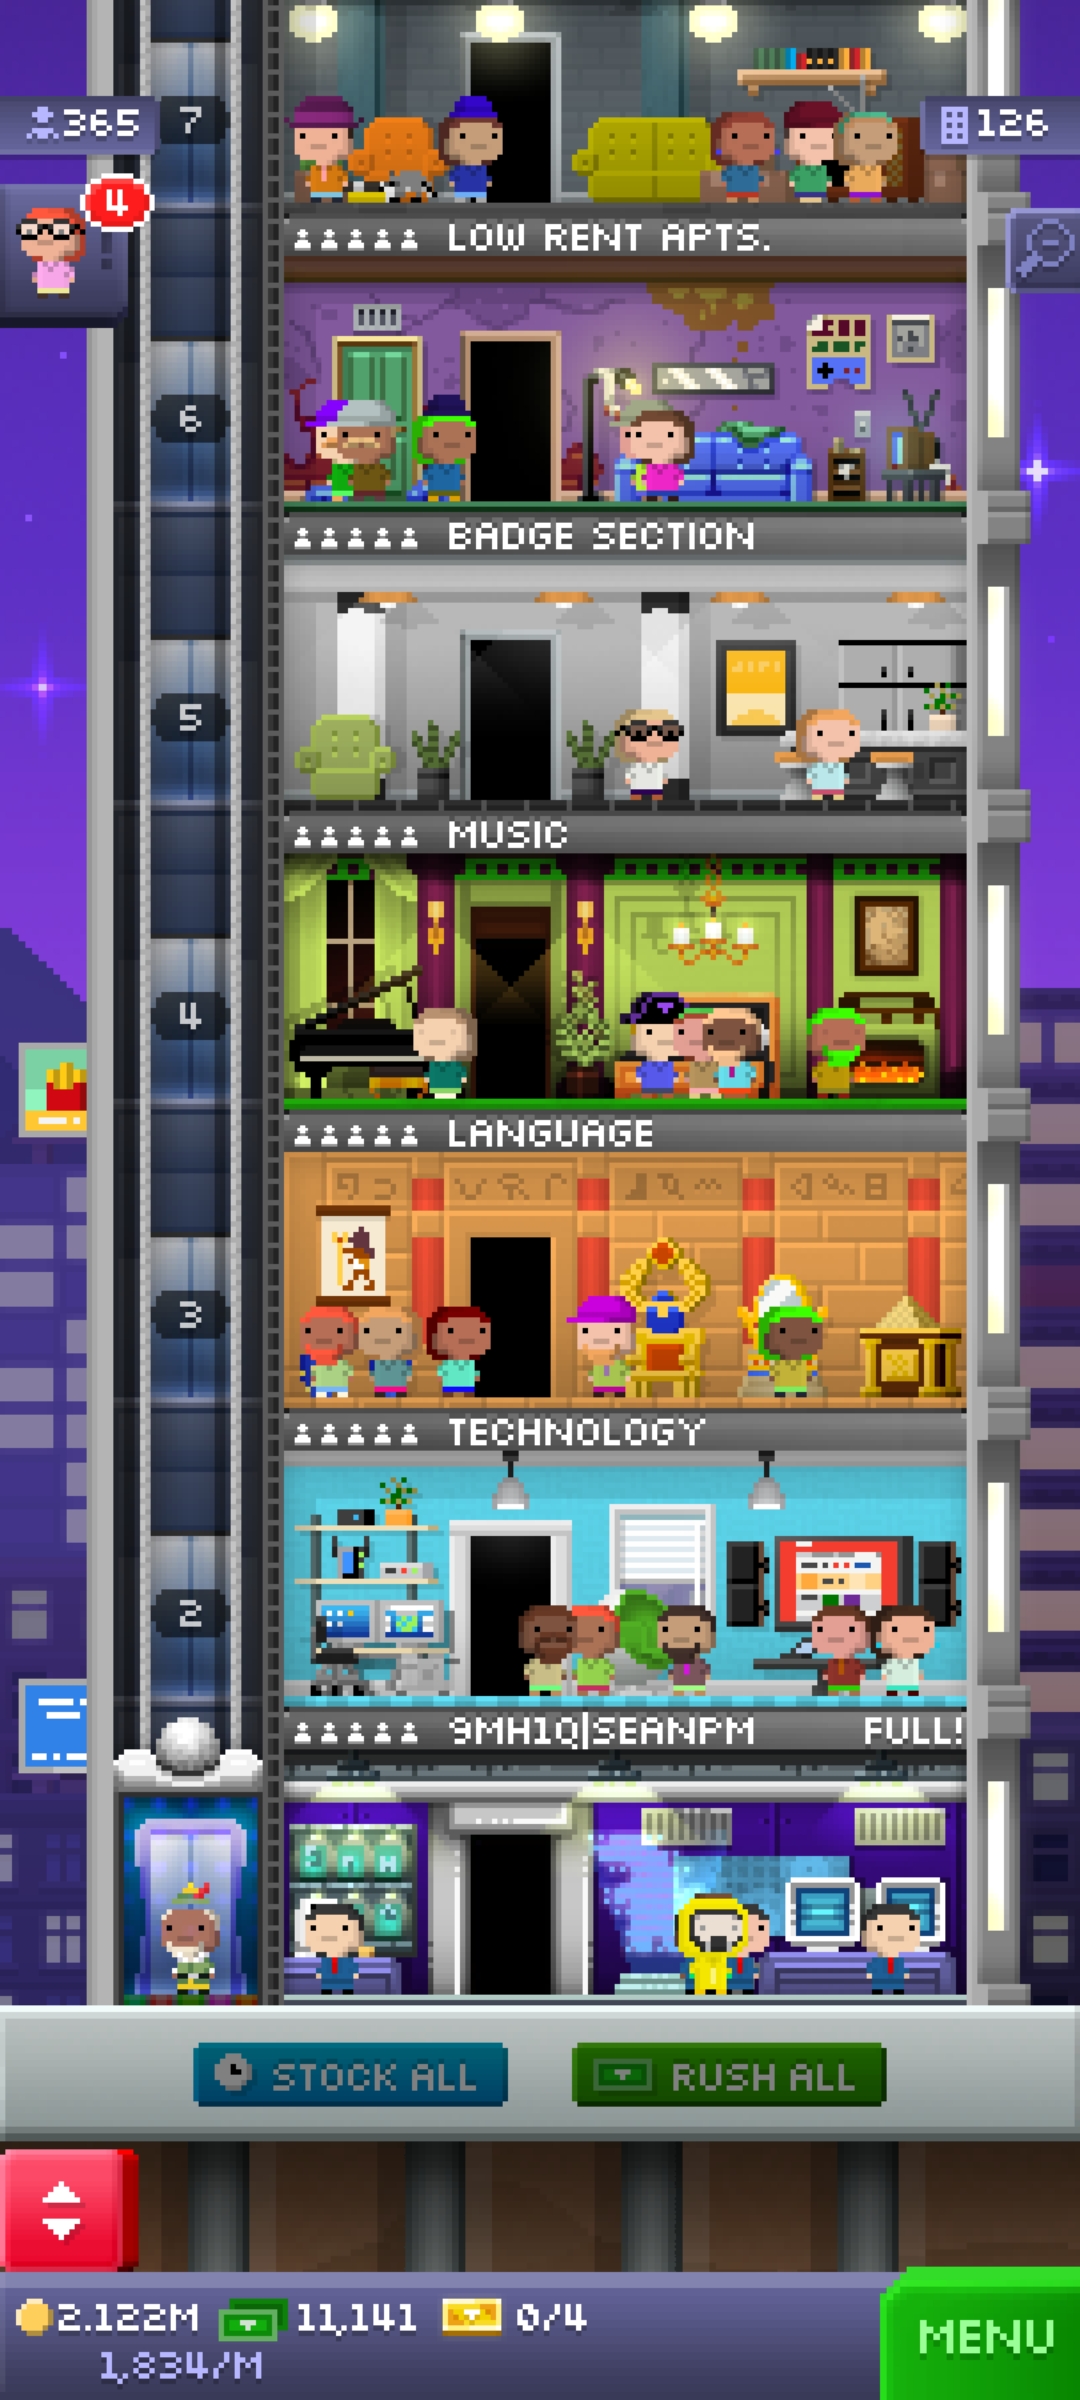 365
7
126
4
LOW RENT APTS.
6
BADGE SECTION
5
MUSIC
4
LANGUAGE
3
TECHNOLOGY
2
9MH1Q|SEANPM FULL!
STOCK ALL
RUSH ALL
2.122M 11,141 0/4
1,834/M
MENU